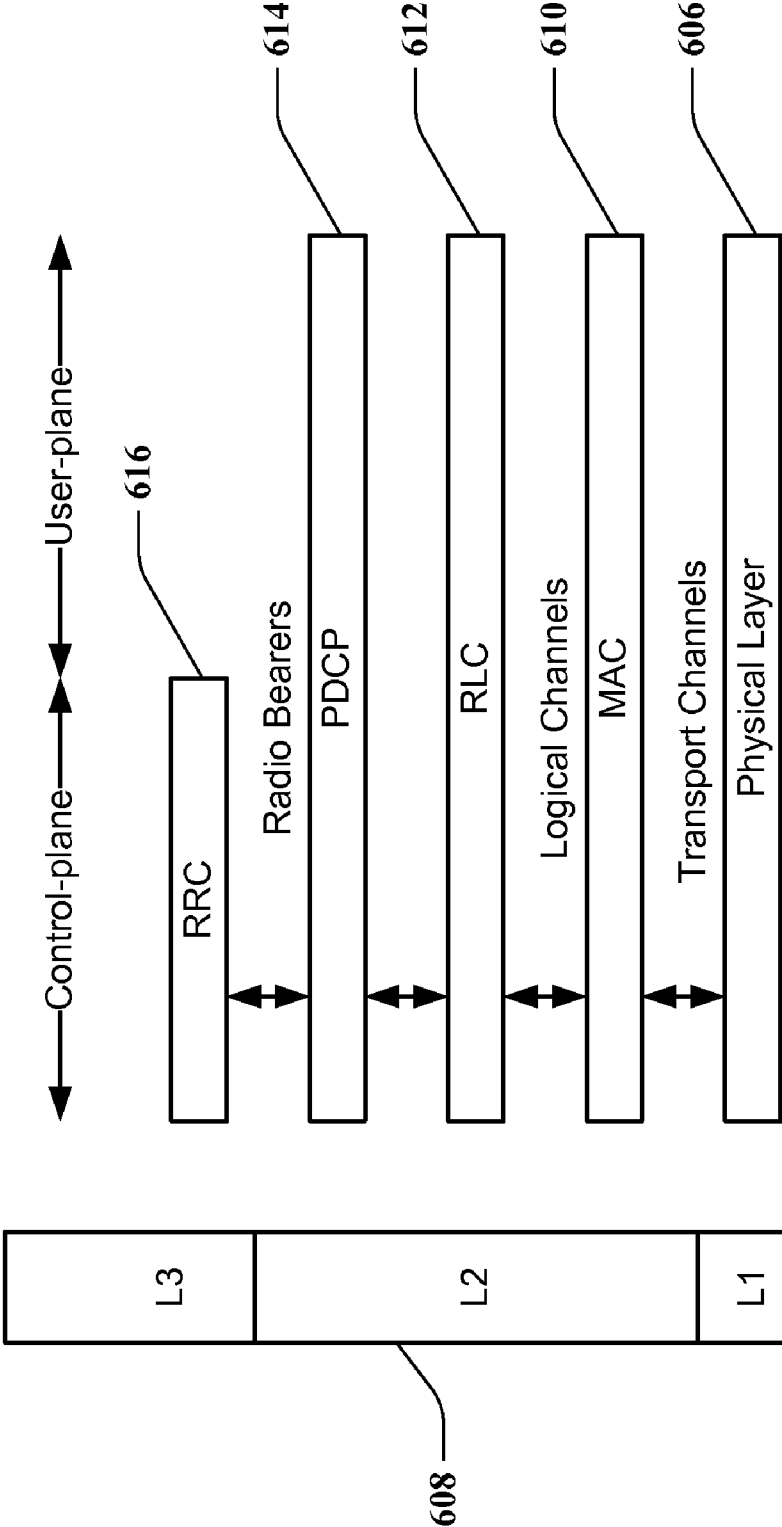 Control-plane
User-plane
616
L3
RRC
Radio Bearers
614
PDCP
612
608
L2
RLC
Logical Channels
610
MAC
Transport Channels
606
L1
Physical Layer